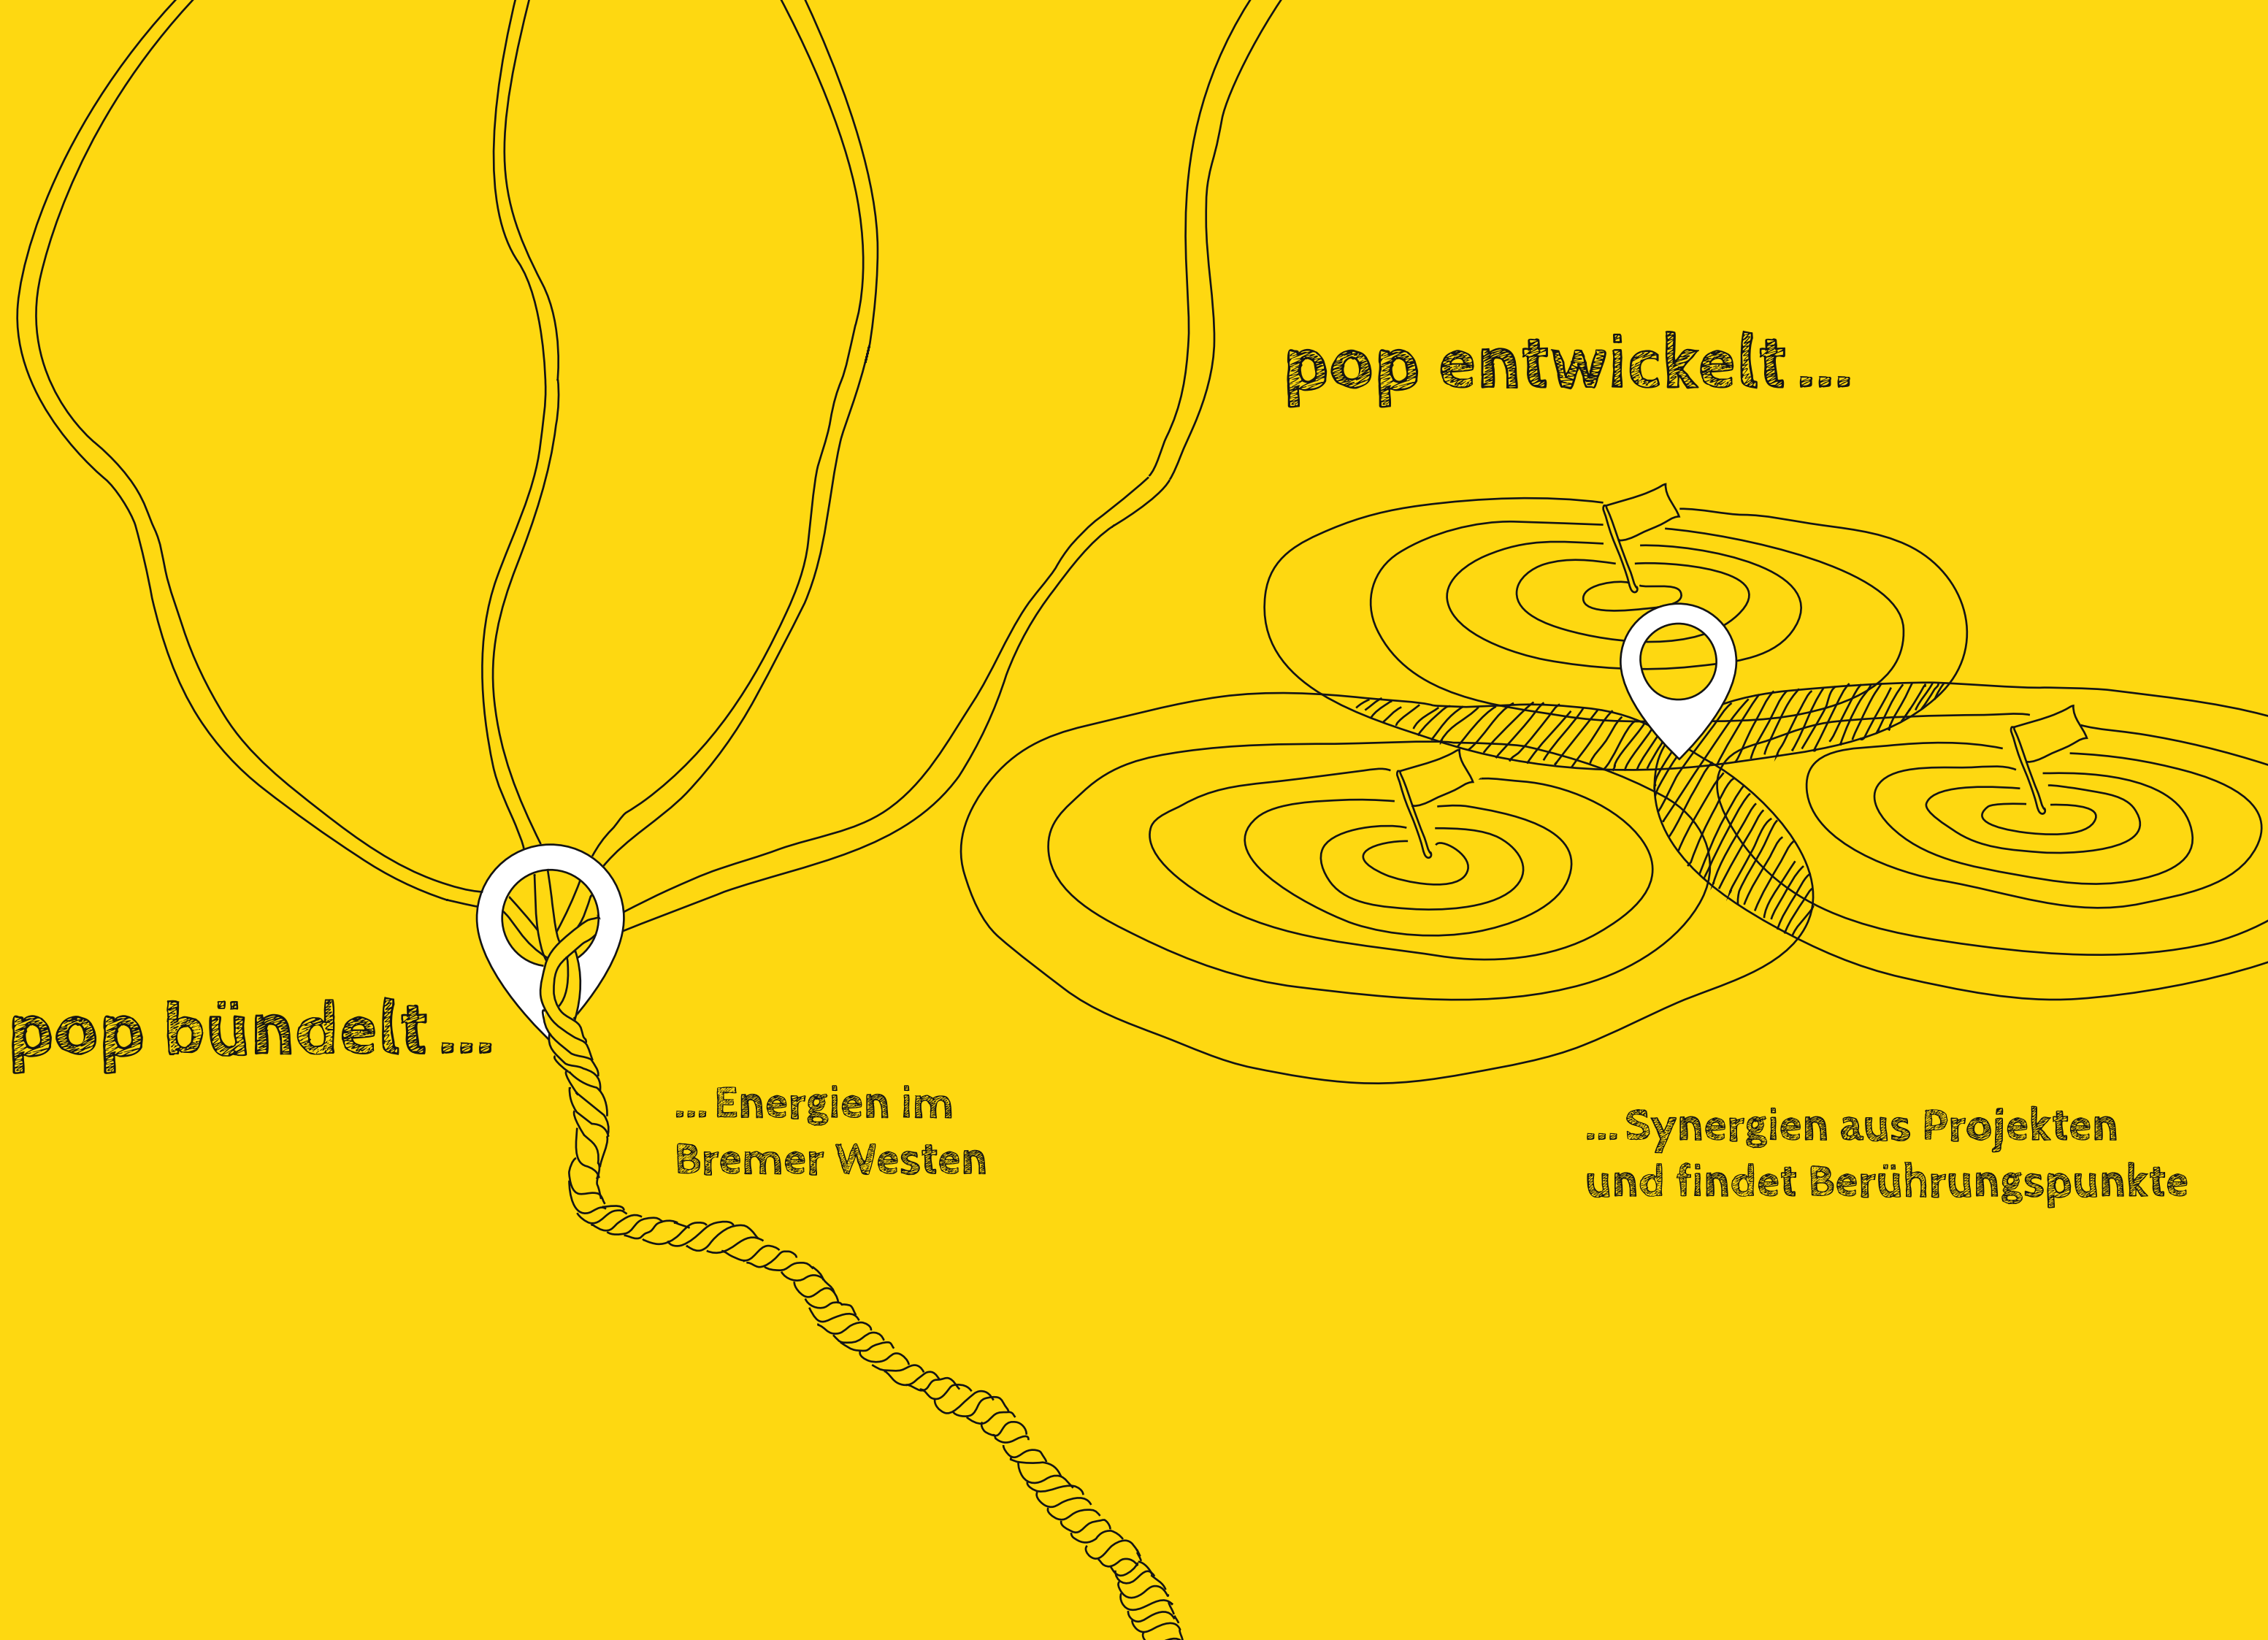 pop bündelt ...
... Energien im
Bremer Westen
pop entwickelt ...
... Synergien aus Projekten
und findet Berührungspunkte